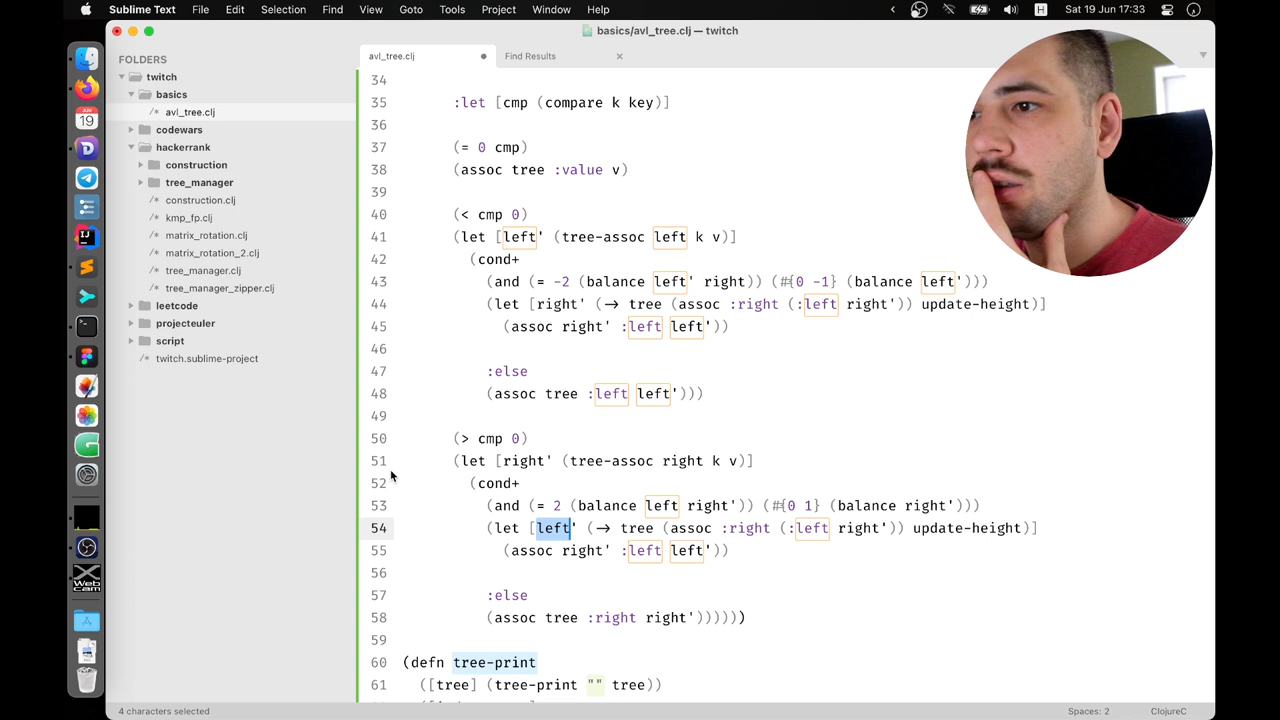 Sublime Text File Edit Selection Find View Goto Tools Project Window Help Sat 19 Jun 17:33
basics/avl_tree.clj — twitch
FOLDERS
twitch
basics
/* avl_tree.clj
codewars
hackerrank
construction
tree_manager
/* construction.clj
/* kmp_fp.clj
/* matrix_rotation.clj
/* matrix_rotation_2.clj
/* tree_manager.clj
/* tree_manager_zipper.clj
leetcode
projecteuler
script
/* twitch.sublime-project
avl_tree.clj Find Results
34
35 :let [cmp (compare k key)]
36
37 (= 0 cmp)
38 (assoc tree :value v)
39
40 (< cmp 0)
41 (let [left' (tree-assoc left k v)]
42 (cond+
43 (and (= -2 (balance left' right)) (#{0 -1} (balance left')))
44 (let [right' (-> tree (assoc :right (:left right')) update-height)]
45 (assoc right' :left left'))
46
47 :else
48 (assoc tree :left left')))
49
50 (> cmp 0)
51 (let [right' (tree-assoc right k v)]
52 (cond+
53 (and (= 2 (balance left right')) (#{0 1} (balance right')))
54 (let [left' (-> tree (assoc :right (:left right')) update-height)]
55 (assoc right' :left left'))
56
57 :else
58 (assoc tree :right right')))))
59
60 (defn tree-print
61 ([tree] (tree-print "" tree))
4 characters selected Spaces: 2 ClojureC